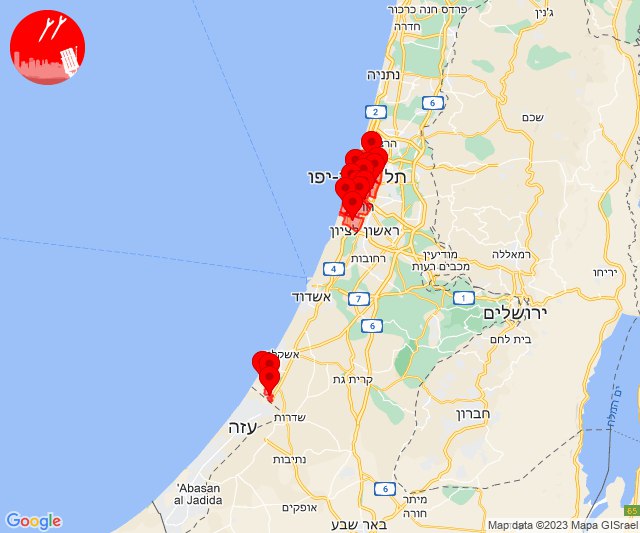 פרדס חנה כרכור
ג'נין
חדרה
נתניה
6
2
שכם
הרצ
תל
-יפו
ראשון לציון
מודיעין
מכבים רעות
רמאללה
רחובות
יריחו
4
אשדוד
7
1
ירושלים
6
בית לחם
אשקל
קרית גת
ים המלח
חברון
שדרות
עזה
נתיבות
'Abasan
al Jadida
6
מיתר
חורה
אופקים
באר שבע
65
Google
Map data ©2023 Mapa GISrael